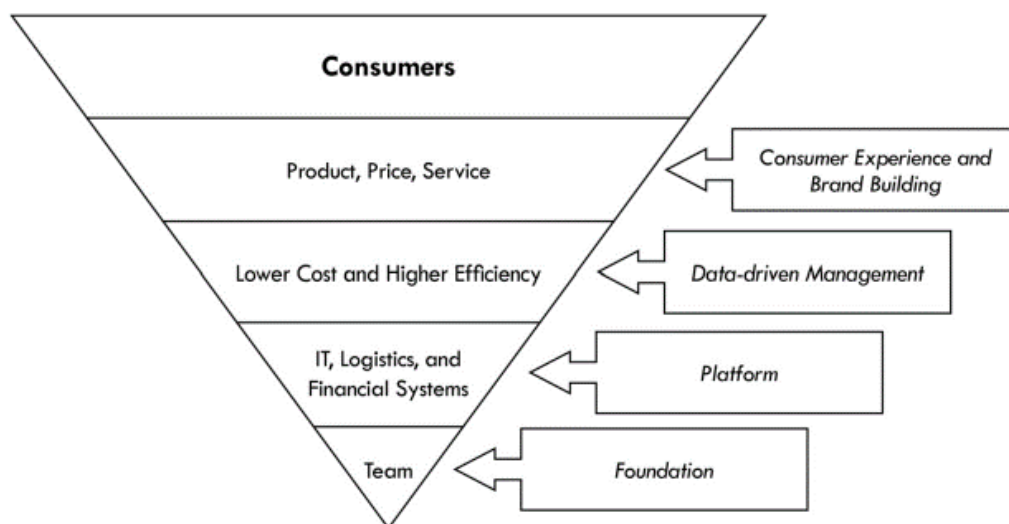 Consumers
Product, Price, Service
Consumer Experience and
Brand Building
Lower Cost and Higher Efficiency
Data-driven Management
IT, Logistics, and
Financial Systems
Platform
Team
Foundation